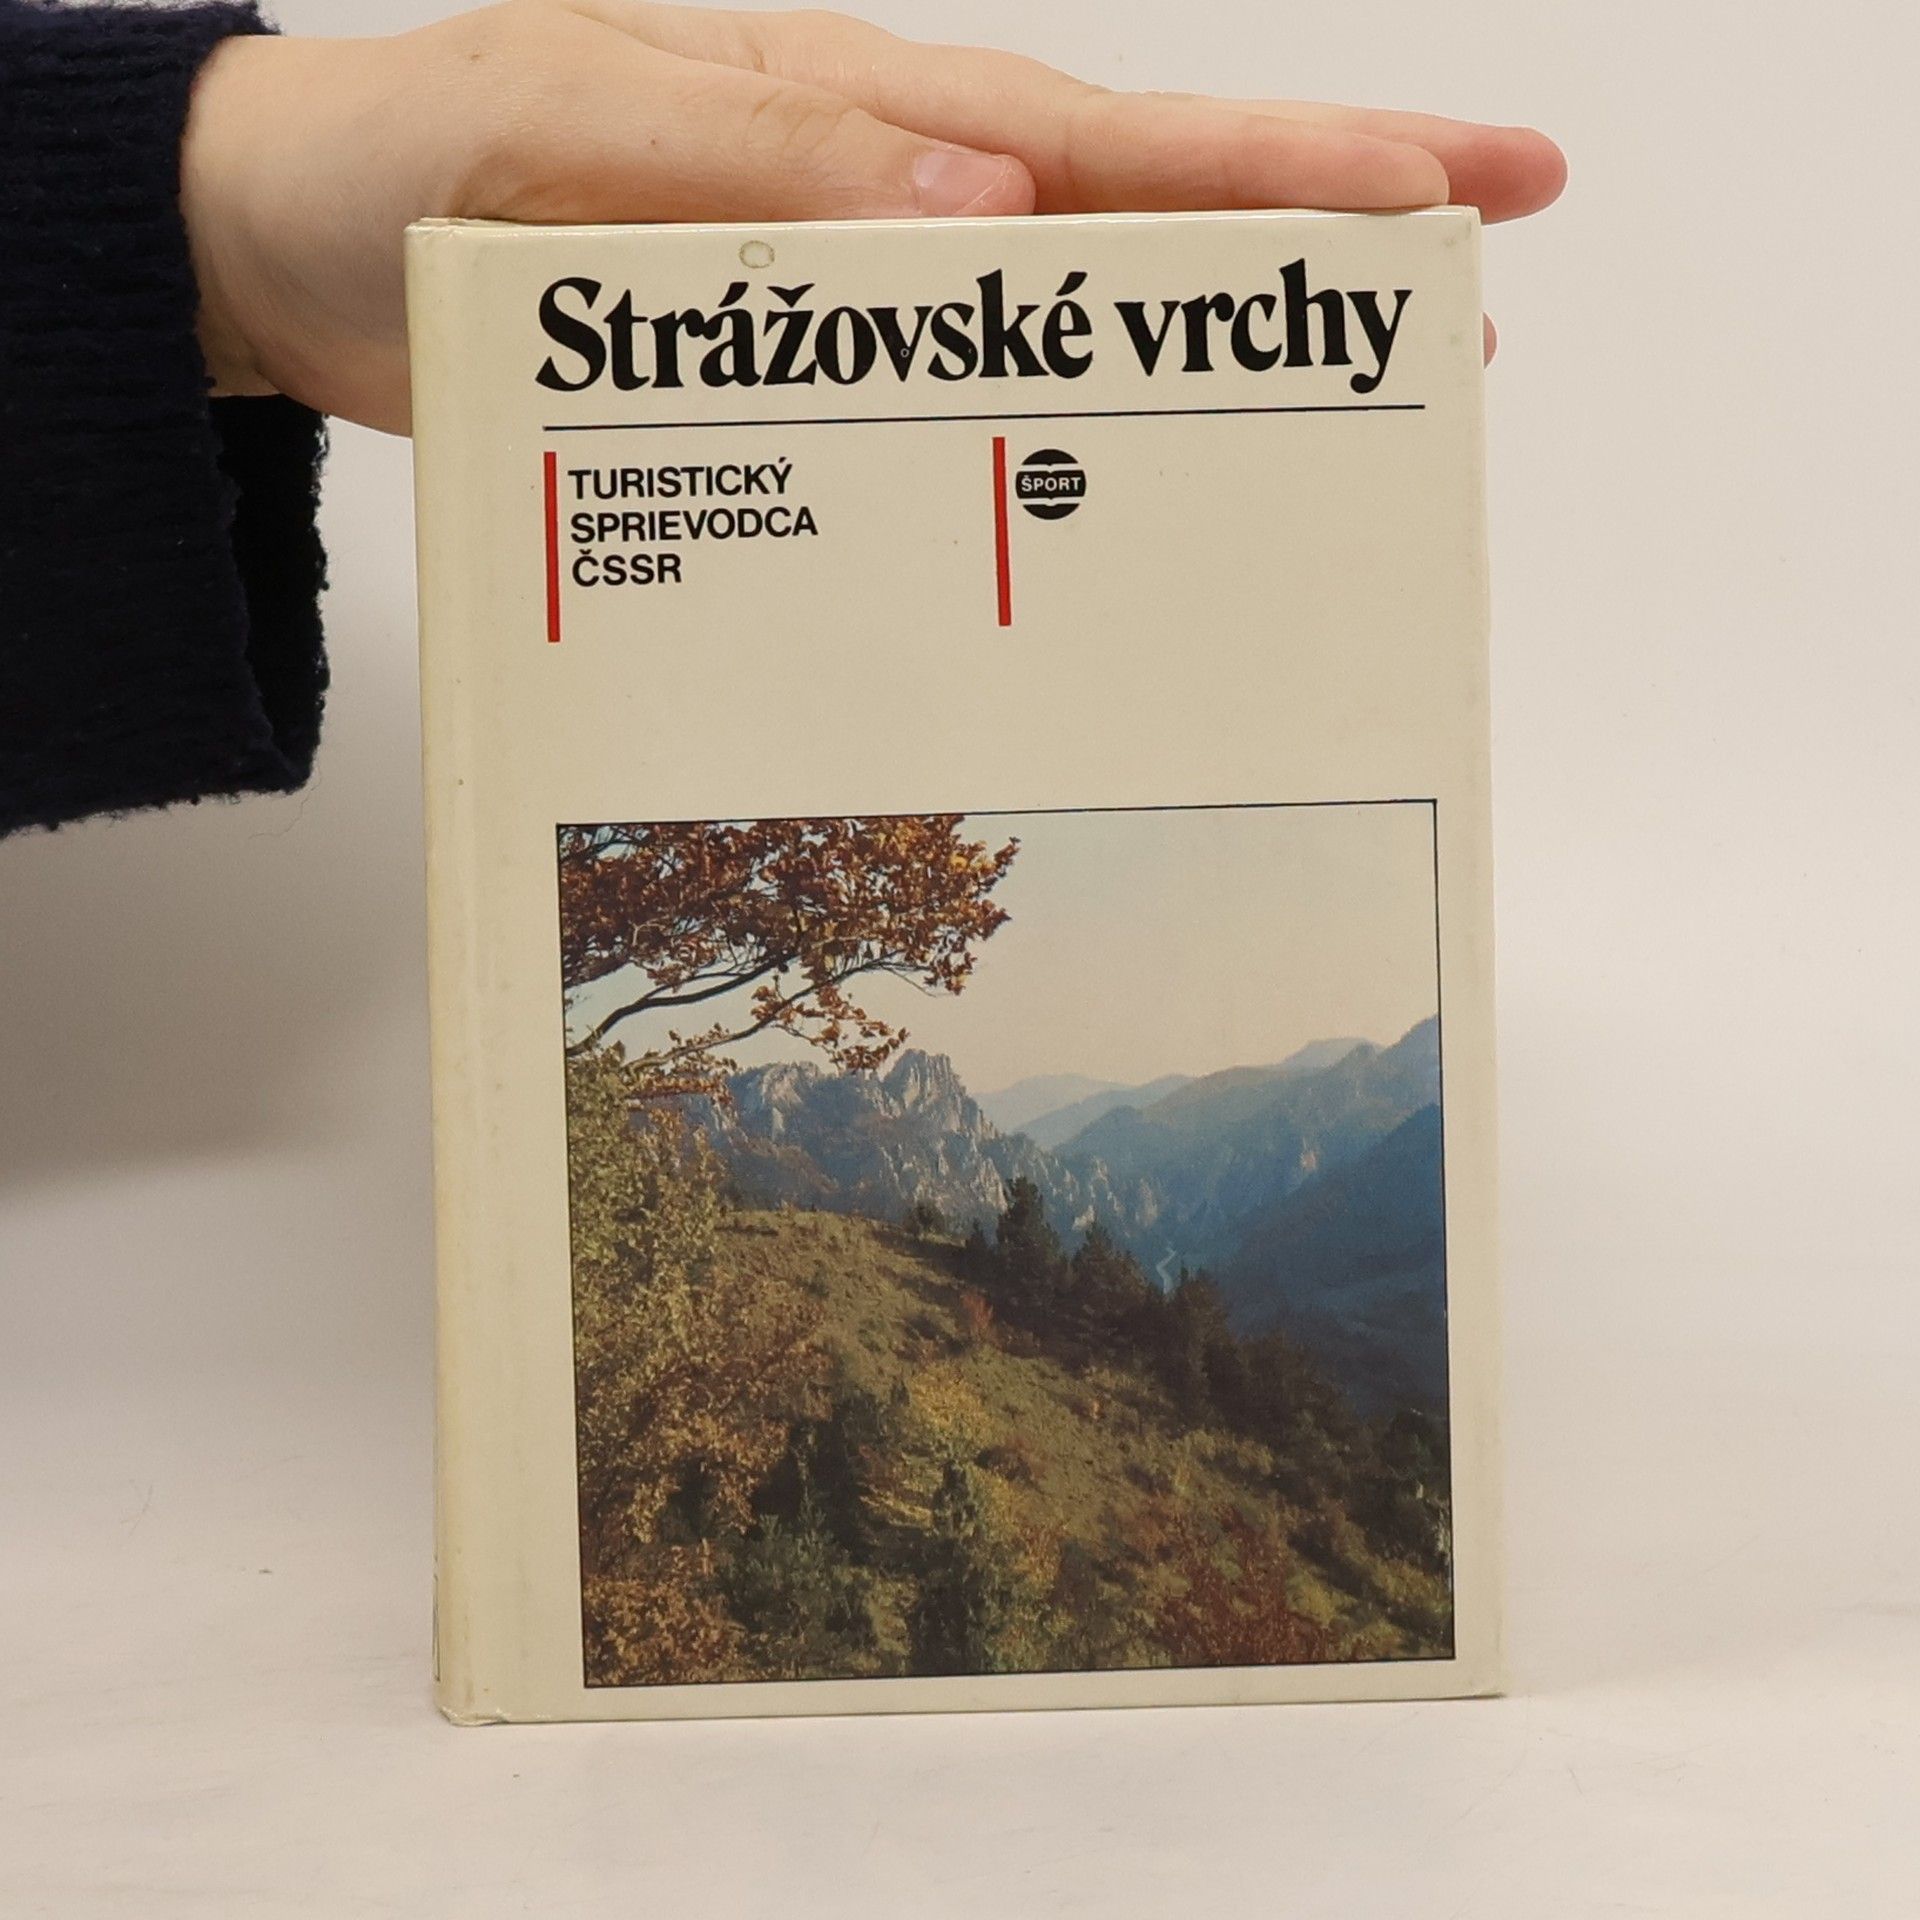 Strážovské vrchy
TURISTICKÝ
SPRIEVODCA
ČSSR
ŠPORT